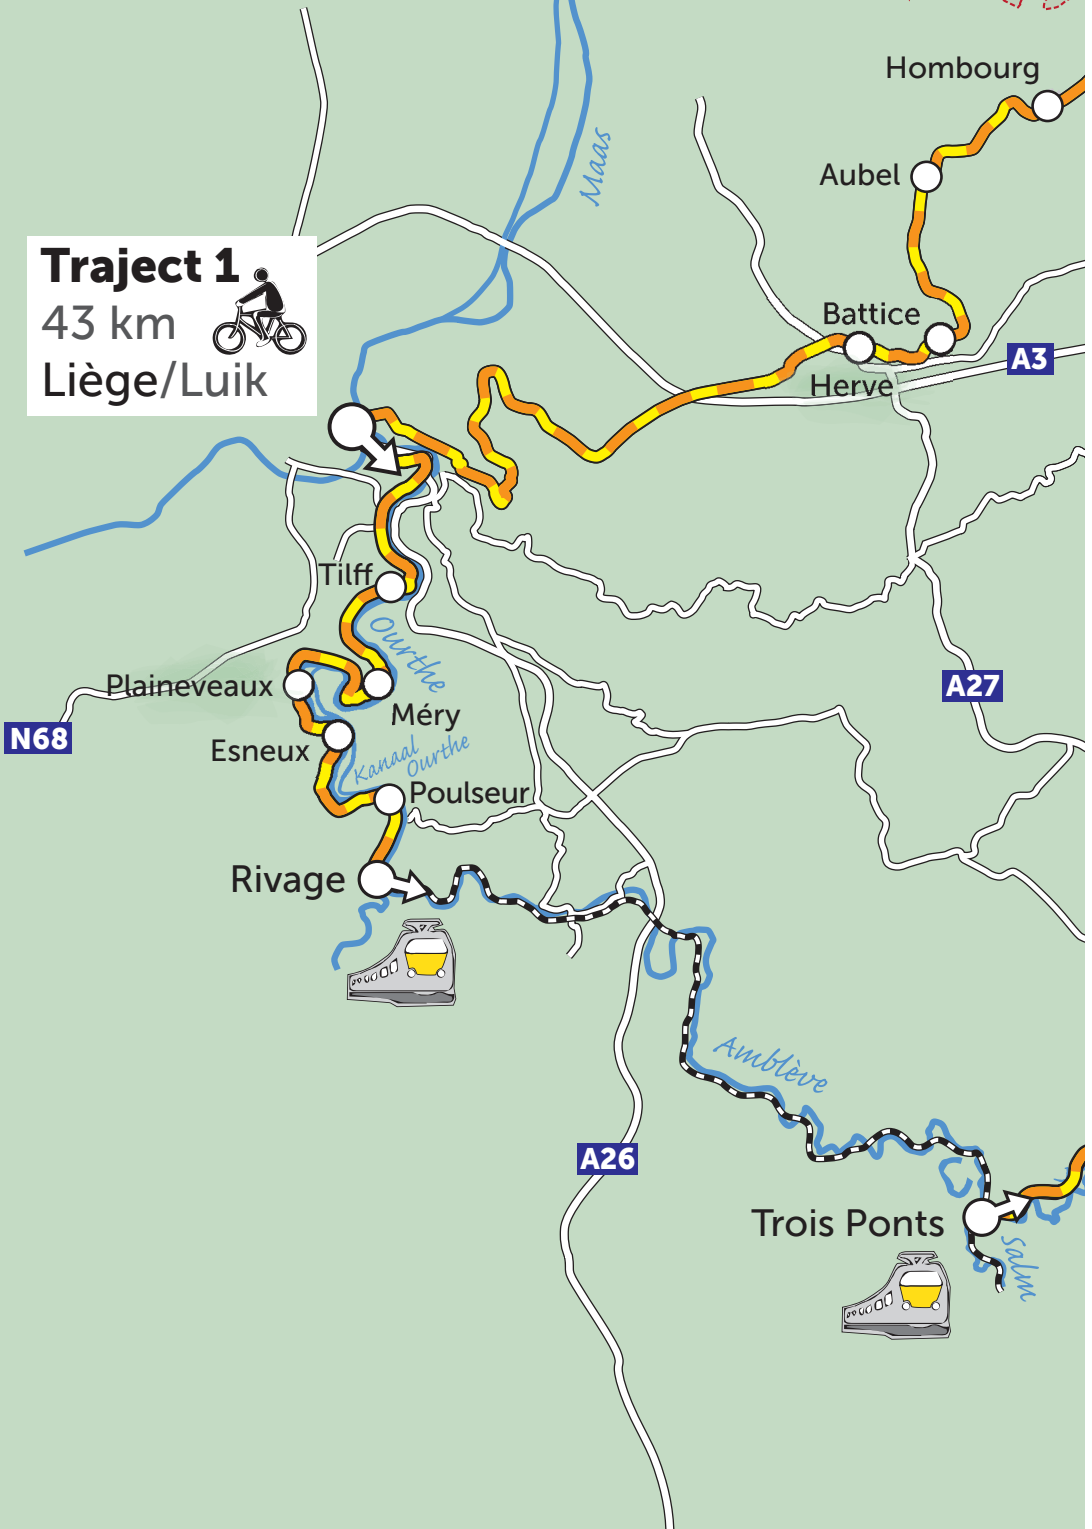 Hombourg
Maas
Aubel
Traject 1
43 km
Liège/Luik
Battice
A3
Herve
Tilff
Ourthe
Plaineveaux
A27
Méry
N68
Esneux
Kanaal
Ourthe
Poulseur
Rivage
Amblève
A26
Trois Ponts
Salm